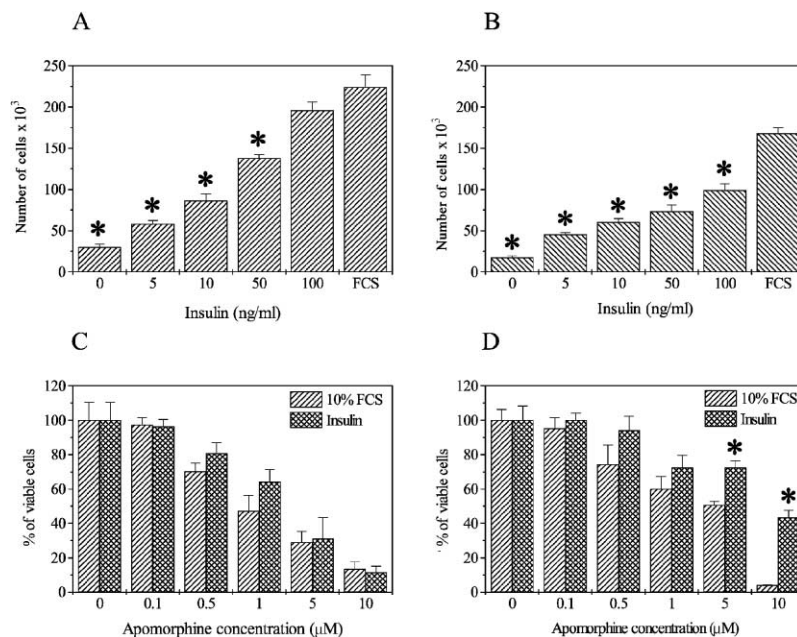 A
B
250
200
150
100
50
0
Number of cells x 10³
* * * *
0 5 10 50 100 FCS
Insulin (ng/ml)
250
200
150
100
50
0
Number of cells x 10³
* * * * *
0 5 10 50 100 FCS
Insulin (ng/ml)
C
D
120
100
80
60
40
20
0
% of viable cells
10% FCS
Insulin
0 0.1 0.5 1 5 10
Apomorphine concentration (μM)
120
100
80
60
40
20
0
% of viable cells
10% FCS
Insulin
* *
0 0.1 0.5 1 5 10
Apomorphine concentration (μM)